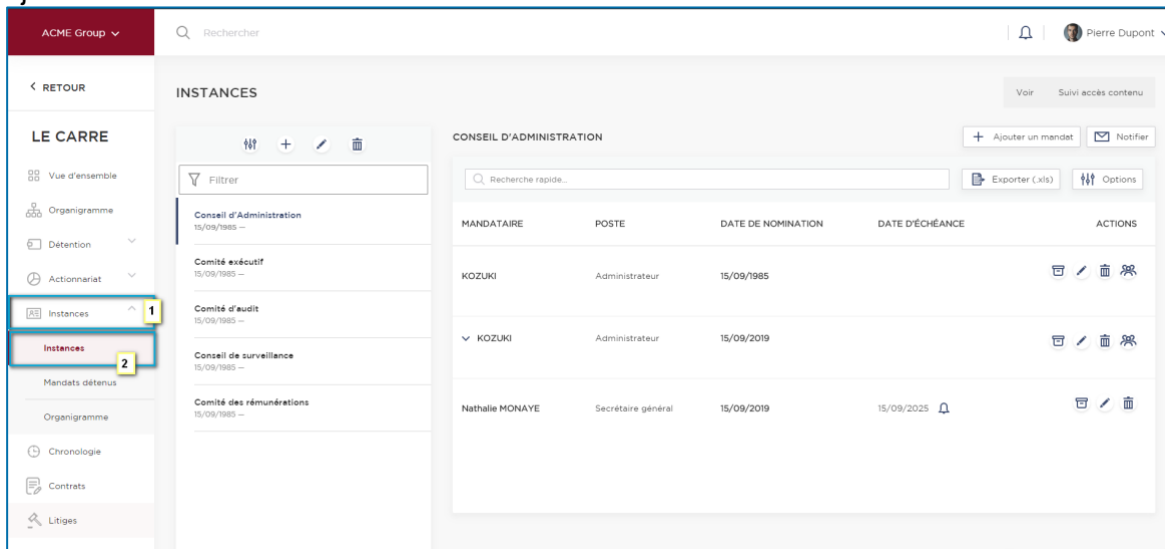 ACME Group
Rechercher
Pierre Dupont
RETOUR
INSTANCES
Voir Suivi accès contenu
LE CARRE
Vue d'ensemble
Organigramme
Détention
Actionnariat
Instances 1
Instances
2
Mandats détenus
Organigramme
Chronologie
Contrats
Litiges
Filtrer
Conseil d'Administration
15/09/1985 —
Comité exécutif
15/09/1985 —
Comité d'audit
15/09/1985 —
Conseil de surveillance
15/09/1985 —
Comité des rémunérations
15/09/1985 —
CONSEIL D'ADMINISTRATION
+ Ajouter un mandat Notifier
Recherche rapide... Exporter (.xls) Options
MANDATAIRE POSTE DATE DE NOMINATION DATE D'ÉCHÉANCE ACTIONS
KOZUKI Administrateur 15/09/1985
KOZUKI Administrateur 15/09/2019
Nathalie MONAYE Secrétaire général 15/09/2019 15/09/2025